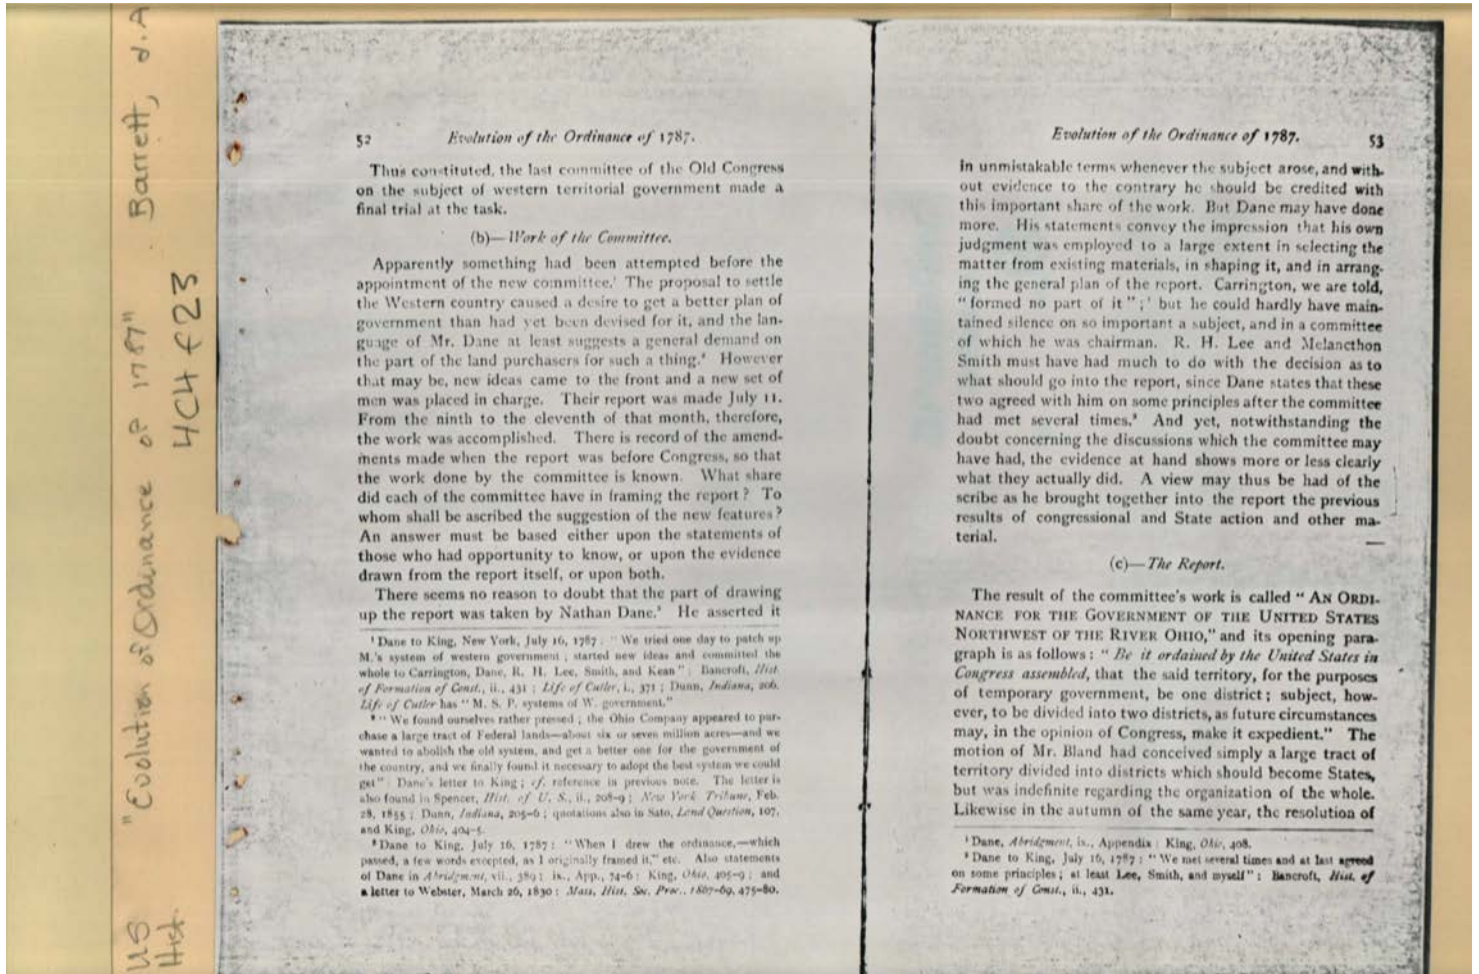 US Hist. "Evolution of Ordinance of 1787" Barrett, J.A
4C4 f23
52 Evolution of the Ordinance of 1787.
Thus constituted, the last committee of the Old Congress
on the subject of western territorial government made a
final trial at the task.
(b)—Work of the Committee.
Apparently something had been attempted before the
appointment of the new committee.¹ The proposal to settle
the Western country caused a desire to get a better plan of
government than had yet been devised for it, and the lan-
guage of Mr. Dane at least suggests a general demand on
the part of the land purchasers for such a thing.² However
that may be, new ideas came to the front and a new set of
men was placed in charge. Their report was made July 11.
From the ninth to the eleventh of that month, therefore,
the work was accomplished. There is record of the amend-
ments made when the report was before Congress, so that
the work done by the committee is known. What share
did each of the committee have in framing the report? To
whom shall be ascribed the suggestion of the new features?
An answer must be based either upon the statements of
those who had opportunity to know, or upon the evidence
drawn from the report itself, or upon both.
There seems no reason to doubt that the part of drawing
up the report was taken by Nathan Dane.³ He asserted it
¹ Dane to King, New York, July 16, 1787: "We tried one day to patch up
M.'s system of western government; started new ideas and committed the
whole to Carrington, Dane, R. H. Lee, Smith, and Kean": Bancroft, Hist.
of Formation of Const., ii., 431; Life of Cutler, i., 371; Dunn, Indiana, 206.
Life of Cutler has "M. S. P. systems of W. government."
² "We found ourselves rather pressed; the Ohio Company appeared to pur-
chase a large tract of Federal lands—about six or seven million acres—and we
wanted to abolish the old system, and get a better one for the government of
the country, and we finally found it necessary to adopt the best system we could
get": Dane's letter to King; cf. reference in previous note. The letter is
also found in Spencer, Hist. of U. S., ii., 208-9; New York Tribune, Feb.
28, 1855; Dunn, Indiana, 205-6; quotations also in Sato, Land Question, 107,
and King, Ohio, 404-5.
³ Dane to King, July 16, 1787: "When I drew the ordinance,—which
passed, a few words excepted, as I originally framed it," etc. Also statements
of Dane in Abridgment, vii., 389; ix., App., 74-6; King, Ohio, 405-9; and
a letter to Webster, March 26, 1830: Mass. Hist. Soc. Proc., 1867-69, 475-80.
Evolution of the Ordinance of 1787. 53
in unmistakable terms whenever the subject arose, and with-
out evidence to the contrary he should be credited with
this important share of the work. But Dane may have done
more. His statements convey the impression that his own
judgment was employed to a large extent in selecting the
matter from existing materials, in shaping it, and in arrang-
ing the general plan of the report. Carrington, we are told,
"formed no part of it";¹ but he could hardly have main-
tained silence on so important a subject, and in a committee
of which he was chairman. R. H. Lee and Melancthon
Smith must have had much to do with the decision as to
what should go into the report, since Dane states that these
two agreed with him on some principles after the committee
had met several times.² And yet, notwithstanding the
doubt concerning the discussions which the committee may
have had, the evidence at hand shows more or less clearly
what they actually did. A view may thus be had of the
scribe as he brought together into the report the previous
results of congressional and State action and other ma-
terial.
(c)—The Report.
The result of the committee's work is called "AN ORDI-
NANCE FOR THE GOVERNMENT OF THE UNITED STATES
NORTHWEST OF THE RIVER OHIO," and its opening para-
graph is as follows: "Be it ordained by the United States in
Congress assembled, that the said territory, for the purposes
of temporary government, be one district; subject, how-
ever, to be divided into two districts, as future circumstances
may, in the opinion of Congress, make it expedient." The
motion of Mr. Bland had conceived simply a large tract of
territory divided into districts which should become States,
but was indefinite regarding the organization of the whole.
Likewise in the autumn of the same year, the resolution of
¹ Dane, Abridgment, ix., Appendix: King, Ohio, 408.
² Dane to King, July 16, 1787: "We met several times and at last agreed
on some principles; at least Lee, Smith, and myself": Bancroft, Hist. of
Formation of Const., ii., 431.